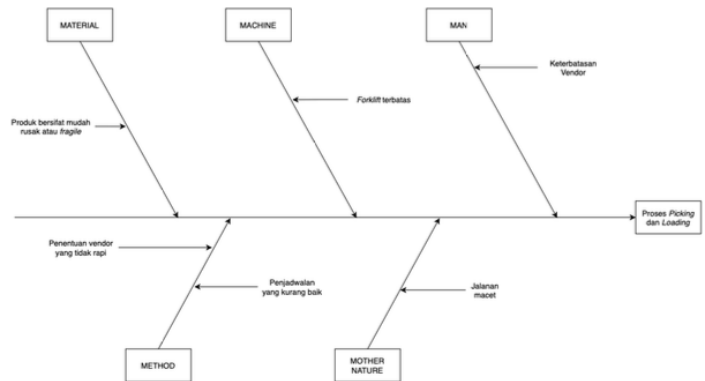 MATERIAL
MACHINE
MAN
Keterbatasan
Vendor
Forklift terbatas
Produk bersifat mudah
rusak atau fragile
Proses Picking
dan Loading
Penentuan vendor
yang tidak rapi
Penjadwalan
yang kurang baik
Jalanan
macet
METHOD
MOTHER
NATURE